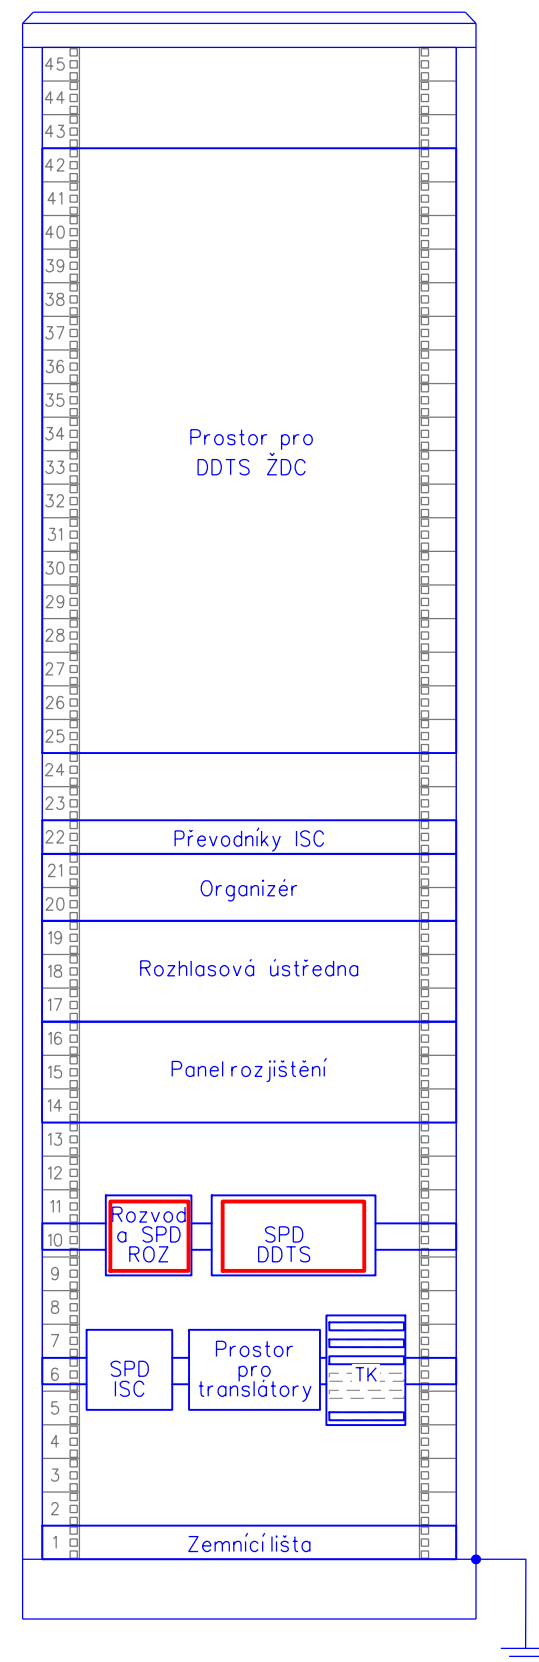 45
44
43
42
41
40
39
38
37
36
35
34
Prostor pro
33
DDTS ŽDC
32
31
30
29
28
27
26
25
24
23
22 Převodníky ISC
21
Organizér
20
19
18 Rozhlasová ústředna
17
16
15 Panel rozjištění
14
13
12
11
Rozvod
a SPD
ROZ
SPD
DDTS
10
9
8
7
SPD
ISC
Prostor
pro
translátory
TK
6
5
4
3
2
1 Zemnící lišta